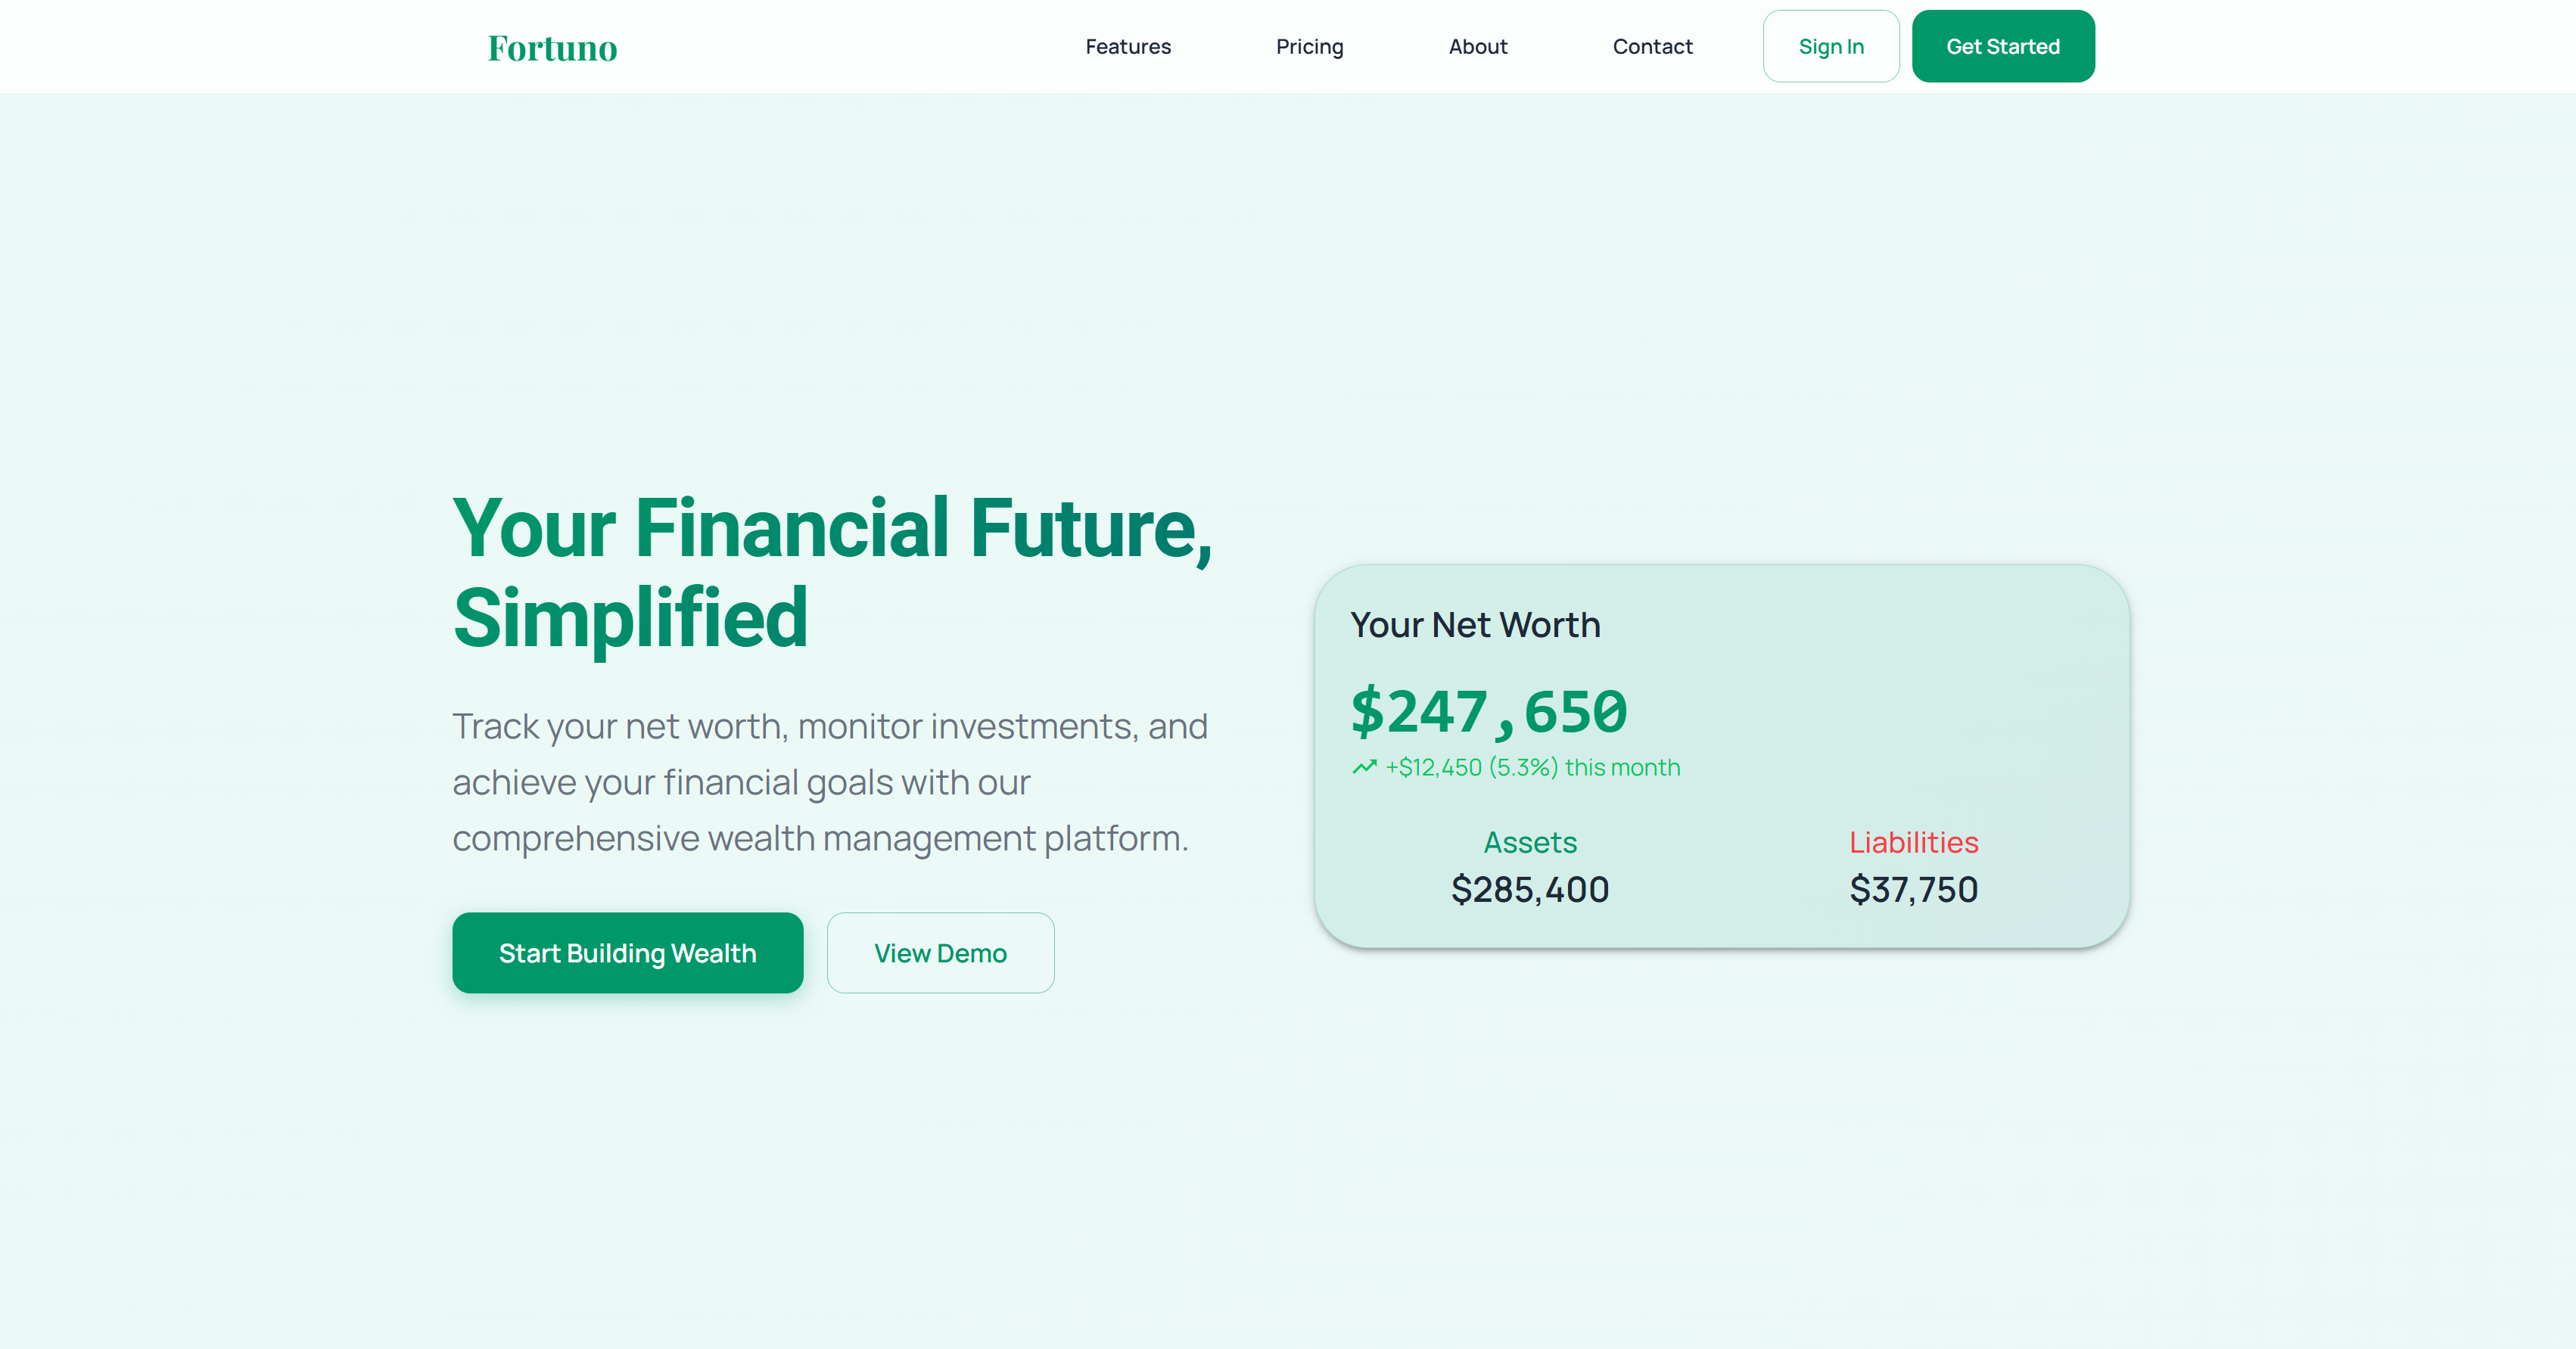 Fortuno
Features
Pricing
About
Contact
Sign In
Get Started
Your Financial Future,
Simplified
Track your net worth, monitor investments, and
achieve your financial goals with our
comprehensive wealth management platform.
Start Building Wealth
View Demo
Your Net Worth
$247,650
+$12,450 (5.3%) this month
Assets
$285,400
Liabilities
$37,750